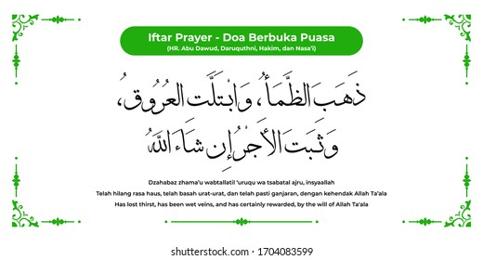 Iftar Prayer - Doa Berbuka Puasa
(HR. Abu Dawud, Daruquthni, Hakim, dan Nasa'i)
ذَهَبَ الظَّمَأُ، وَابْتَلَّتِ الْعُرُوقُ،
وَثَبَتَ الأَجْرُ إِن شَاءَ اللَّهُ
Dzahabaz zhama'u wabtallatil 'uruqu wa tsabatal ajru, insyaallah
Telah hilang rasa haus, telah basah urat-urat, dan telah pasti ganjaran, dengan kehendak Allah Ta'ala
Has lost thirst, has been wet veins, and has certainly rewarded, by the will of Allah Ta'ala
shutterstock.com · 1704083599